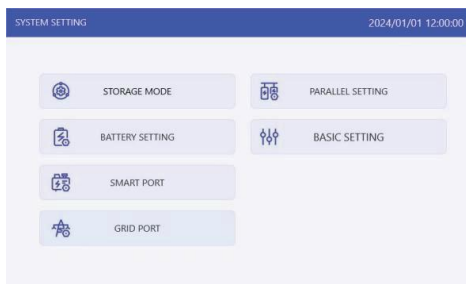 SYSTEM SETTING 2024/01/01 12:00:00
STORAGE MODE
BATTERY SETTING
SMART PORT
GRID PORT
PARALLEL SETTING
BASIC SETTING